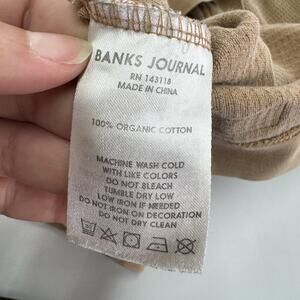 BANKS JOURNAL
RN 143118
MADE IN CHINA
100% ORGANIC COTTON
MACHINE WASH COLD
WITH LIKE COLORS
DO NOT BLEACH
TUMBLE DRY LOW
LOW IRON IF NEEDED
DO NOT IRON ON DECORATION
DO NOT DRY CLEAN